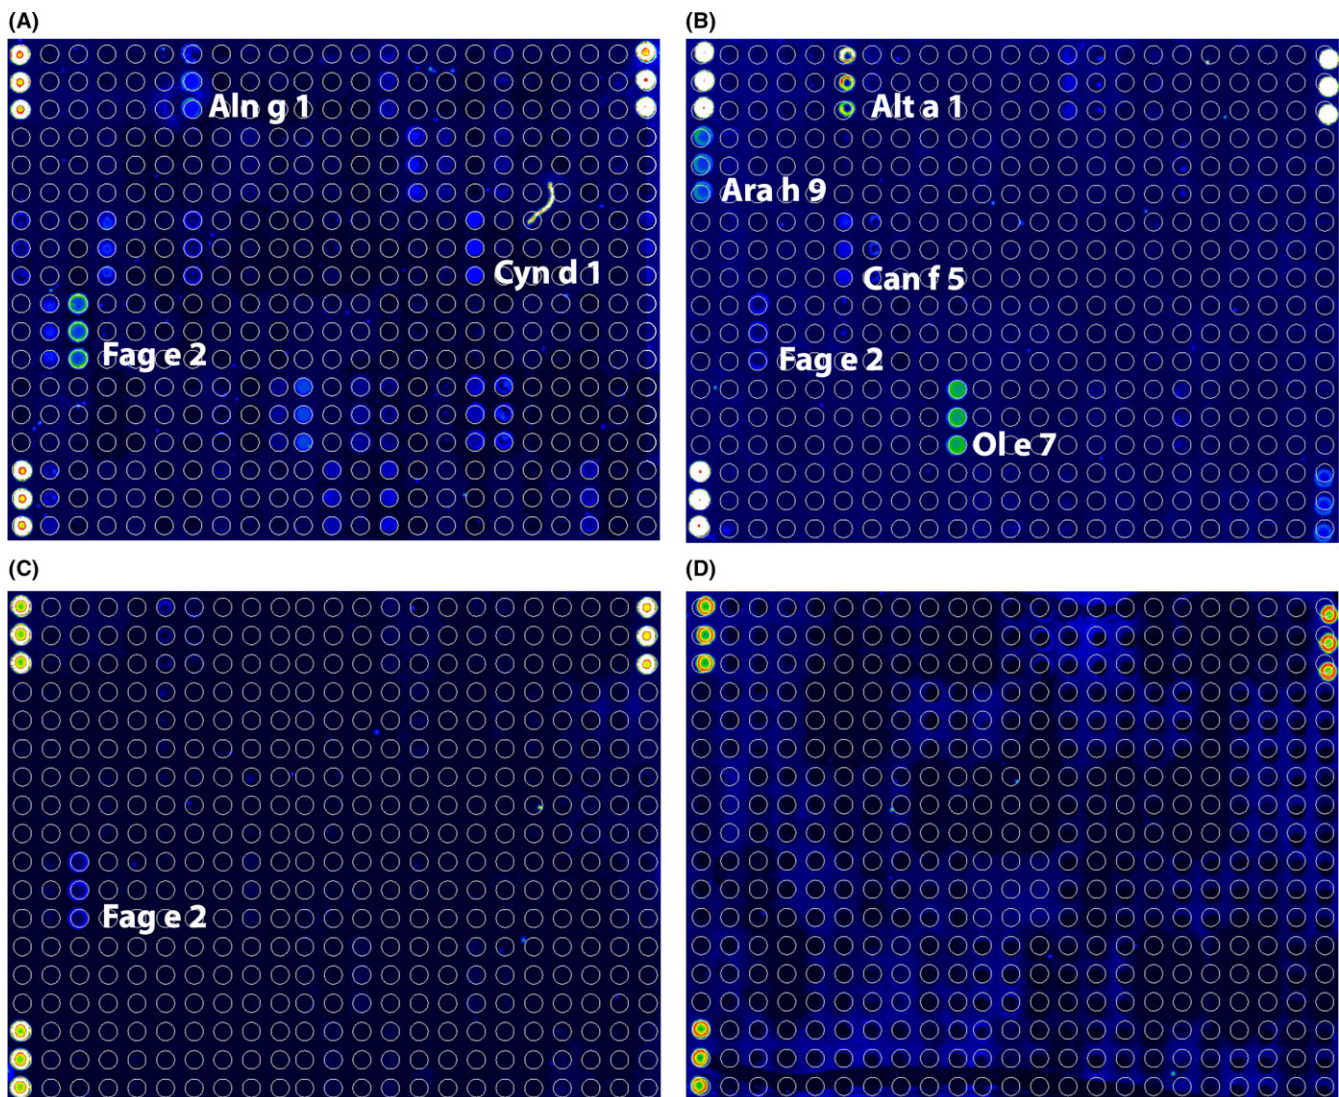 (A)
(B)
Aln g 1
Cyn d 1
Fag e 2
Alt a 1
Ara h 9
Can f 5
Fag e 2
Ol e 7
(C)
(D)
Fag e 2